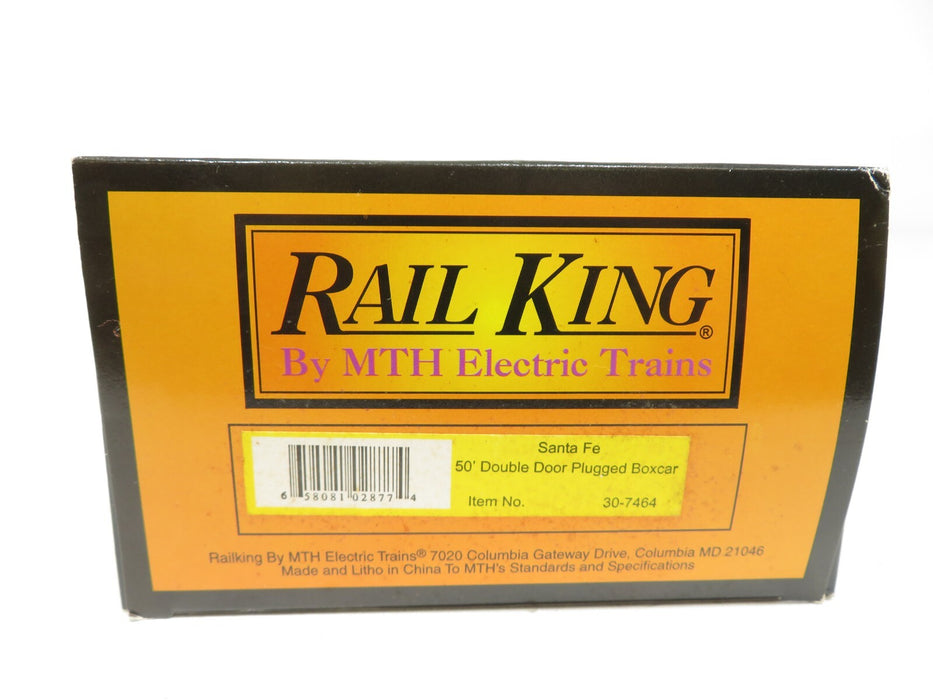 RAIL KING®
By MTH Electric Trains
Santa Fe
50' Double Door Plugged Boxcar
6 58081 02877 4
Item No. 30-7464
Railking By MTH Electric Trains® 7020 Columbia Gateway Drive, Columbia MD 21046
Made and Litho in China To MTH's Standards and Specifications